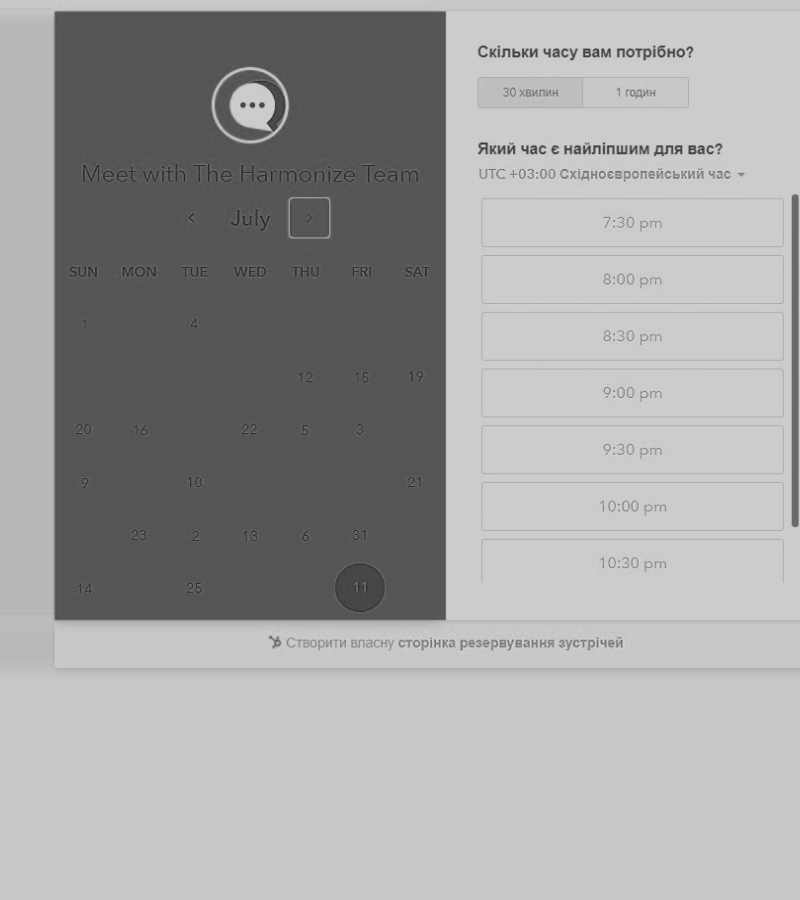 Meet with The Harmonize Team
July
SUN MON TUE WED THU FRI SAT
1 4
12 15 19
20 16 22 5 3
9 10 21
23 2 13 6 31
14 25 11
Скільки часу вам потрібно?
30 хвилин 1 годин
Який час є найліпшим для вас?
UTC +03:00 Східноєвропейський час
7:30 pm
8:00 pm
8:30 pm
9:00 pm
9:30 pm
10:00 pm
10:30 pm
Створити власну сторінка резервування зустрічей